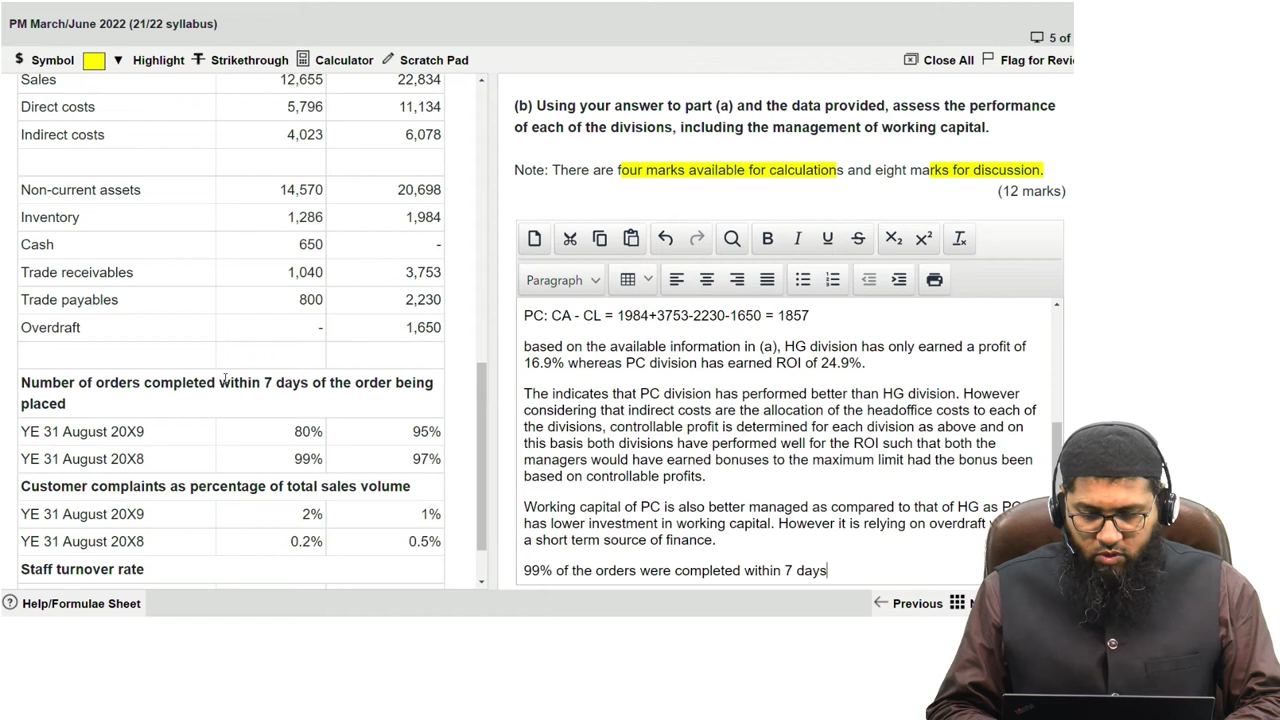 PM March/June 2022 (21/22 syllabus)
5 of
$ Symbol Highlight Strikethrough Calculator Scratch Pad Close All Flag for Revi
Sales 12,655 22,834
Direct costs 5,796 11,134
Indirect costs 4,023 6,078
Non-current assets 14,570 20,698
Inventory 1,286 1,984
Cash 650 -
Trade receivables 1,040 3,753
Trade payables 800 2,230
Overdraft - 1,650
Number of orders completed within 7 days of the order being
placed
YE 31 August 20X9 80% 95%
YE 31 August 20X8 99% 97%
Customer complaints as percentage of total sales volume
YE 31 August 20X9 2% 1%
YE 31 August 20X8 0.2% 0.5%
Staff turnover rate
(b) Using your answer to part (a) and the data provided, assess the performance
of each of the divisions, including the management of working capital.
Note: There are four marks available for calculations and eight marks for discussion.
(12 marks)
B I U S X₂ X² Ix
Paragraph
PC: CA - CL = 1984+3753-2230-1650 = 1857
based on the available information in (a), HG division has only earned a profit of
16.9% whereas PC division has earned ROI of 24.9%.
The indicates that PC division has performed better than HG division. However
considering that indirect costs are the allocation of the headoffice costs to each of
the divisions, controllable profit is determined for each division as above and on
this basis both divisions have performed well for the ROI such that both the
managers would have earned bonuses to the maximum limit had the bonus been
based on controllable profits.
Working capital of PC is also better managed as compared to that of HG as PC
has lower investment in working capital. However it is relying on overdraft
a short term source of finance.
99% of the orders were completed within 7 days
Help/Formulae Sheet
Previous